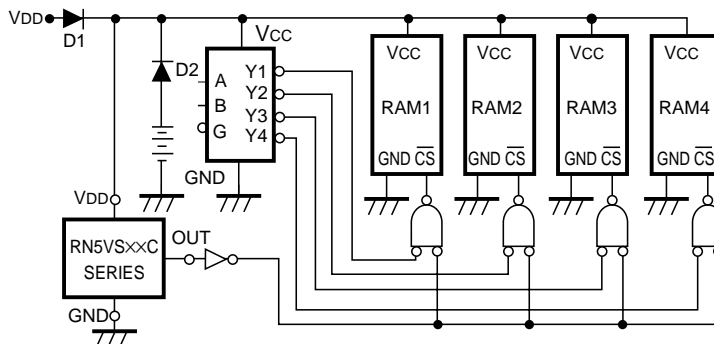 VDD
D1
VCC
D2
A
B
G
Y1
Y2
Y3
Y4
GND
VDD
RN5VS××C
SERIES
OUT
GND
VCC
RAM1
GND CS
VCC
RAM2
GND CS
VCC
RAM3
GND CS
VCC
RAM4
GND CS